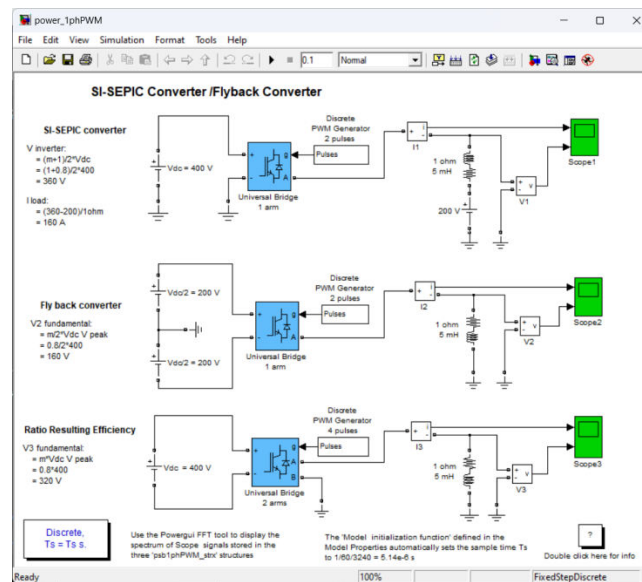 power_1phPWM
File Edit View Simulation Format Tools Help
0.1 Normal
SI-SEPIC Converter /Flyback Converter
SI-SEPIC converter
V inverter:
= (m+1)/2*Vdc
= (1+0.8)/2*400
= 360 V
I load:
= (360-200)/1ohm
= 160 A
Vdc = 400 V
+
-
g
A
Universal Bridge
1 arm
Discrete
PWM Generator
2 pulses
Pulses
+
-
i
I1
1 ohm
5 mH
200 V
+
-
v
V1
Scope1
Fly back converter
V2 fundamental:
= m/2*Vdc V peak
= 0.8/2*400
= 160 V
Vdc/2 = 200 V
Vdc/2 = 200 V
+
-
g
A
Universal Bridge
1 arm
Discrete
PWM Generator
2 pulses
Pulses
+
-
i
I2
1 ohm
5 mH
+
-
v
V2
Scope2
Ratio Resulting Efficiency
V3 fundamental:
= m*Vdc V peak
= 0.8*400
= 320 V
Vdc = 400 V
+
-
g
A
B
Universal Bridge
2 arms
Discrete
PWM Generator
4 pulses
Pulses
+
-
i
I3
1 ohm
5 mH
+
-
v
V3
Scope3
Discrete,
Ts = Ts s.
Use the Powergui FFT tool to display the
spectrum of Scope signals stored in the
three 'psb1phPWM_strx' structures
The 'Model initialization function' defined in the
Model Properties automatically sets the sample time Ts
to 1/60/3240 = 5.14e-6 s
?
Double click here for info
Ready 100% FixedStepDiscrete